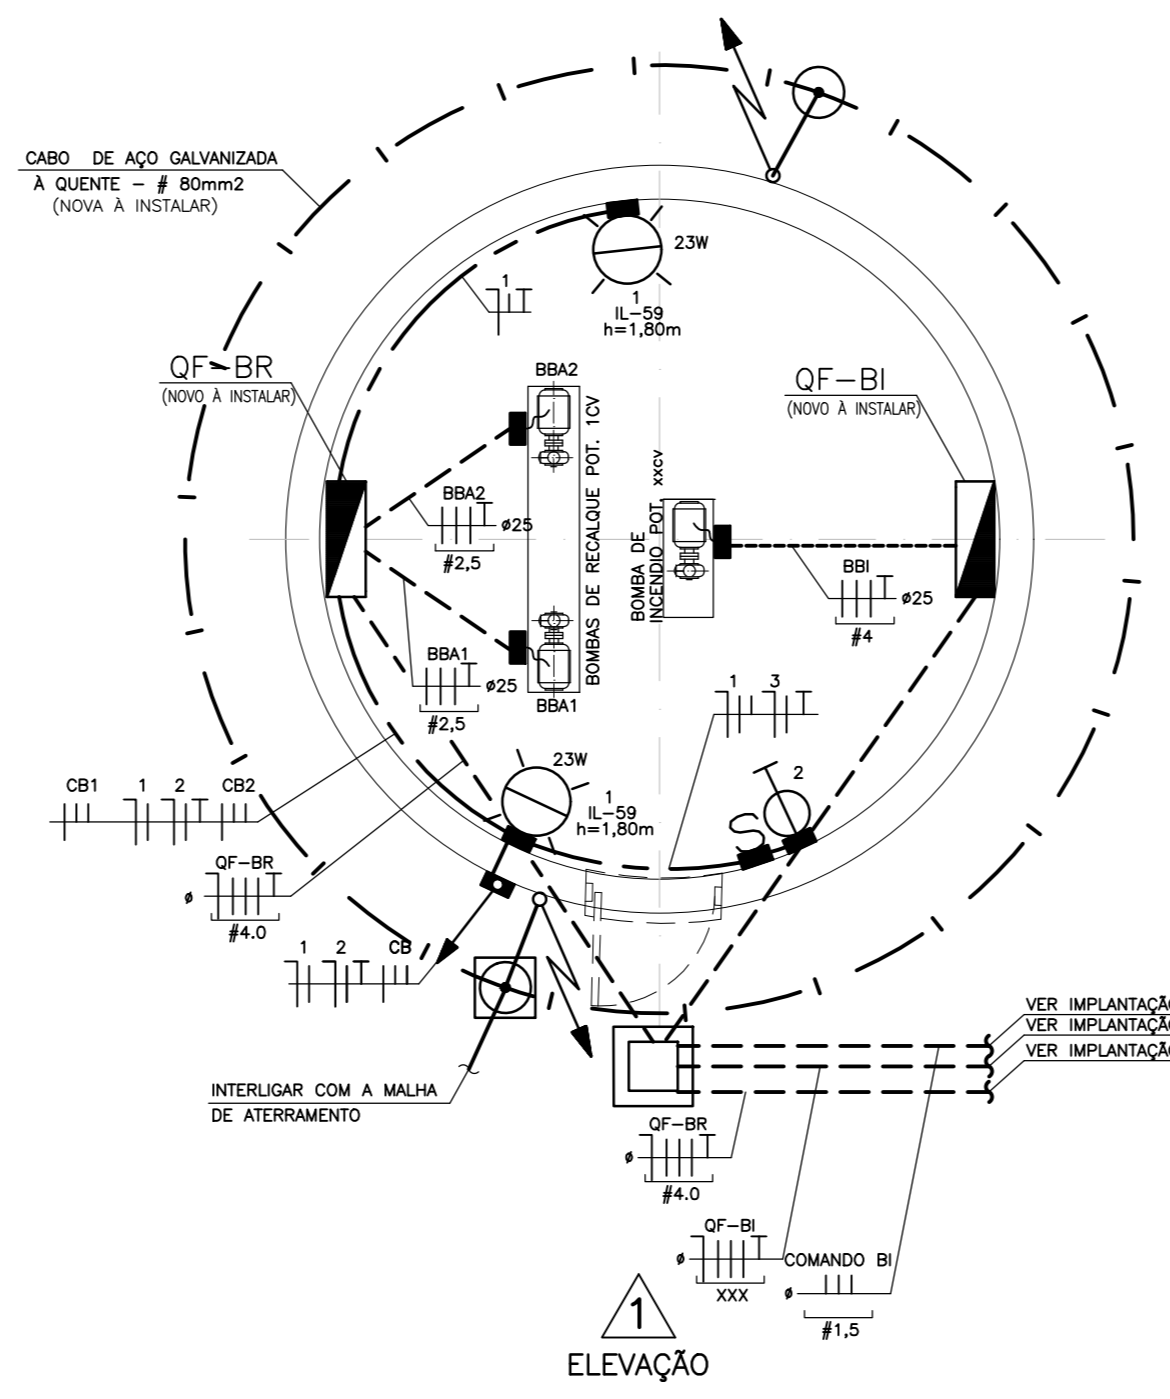 CABO DE AÇO GALVANIZADA
À QUENTE - # 80mm2
(NOVA À INSTALAR)
23W
1
IL-59
h=1,80m
1
QF-BR
(NOVO À INSTALAR)
BBA2
BOMBAS DE RECALQUE POT. 1CV
QF-BI
(NOVO À INSTALAR)
BOMBA DE
INCENDIO POT. xxcv
BBA2
ø25
#2,5
BBI
ø25
#4
BBA1
ø25
#2,5
BBA1
1 3
23W
1
IL-59
h=1,80m
2
S
CB1 1 2 CB2
QF-BR
ø
#4.0
1 2 CB
VER IMPLANTAÇÃO
VER IMPLANTAÇÃO
VER IMPLANTAÇÃO
INTERLIGAR COM A MALHA
DE ATERRAMENTO
QF-BR
ø
#4.0
QF-BI
ø
XXX
COMANDO BI
ø
#1,5
1
ELEVAÇÃO